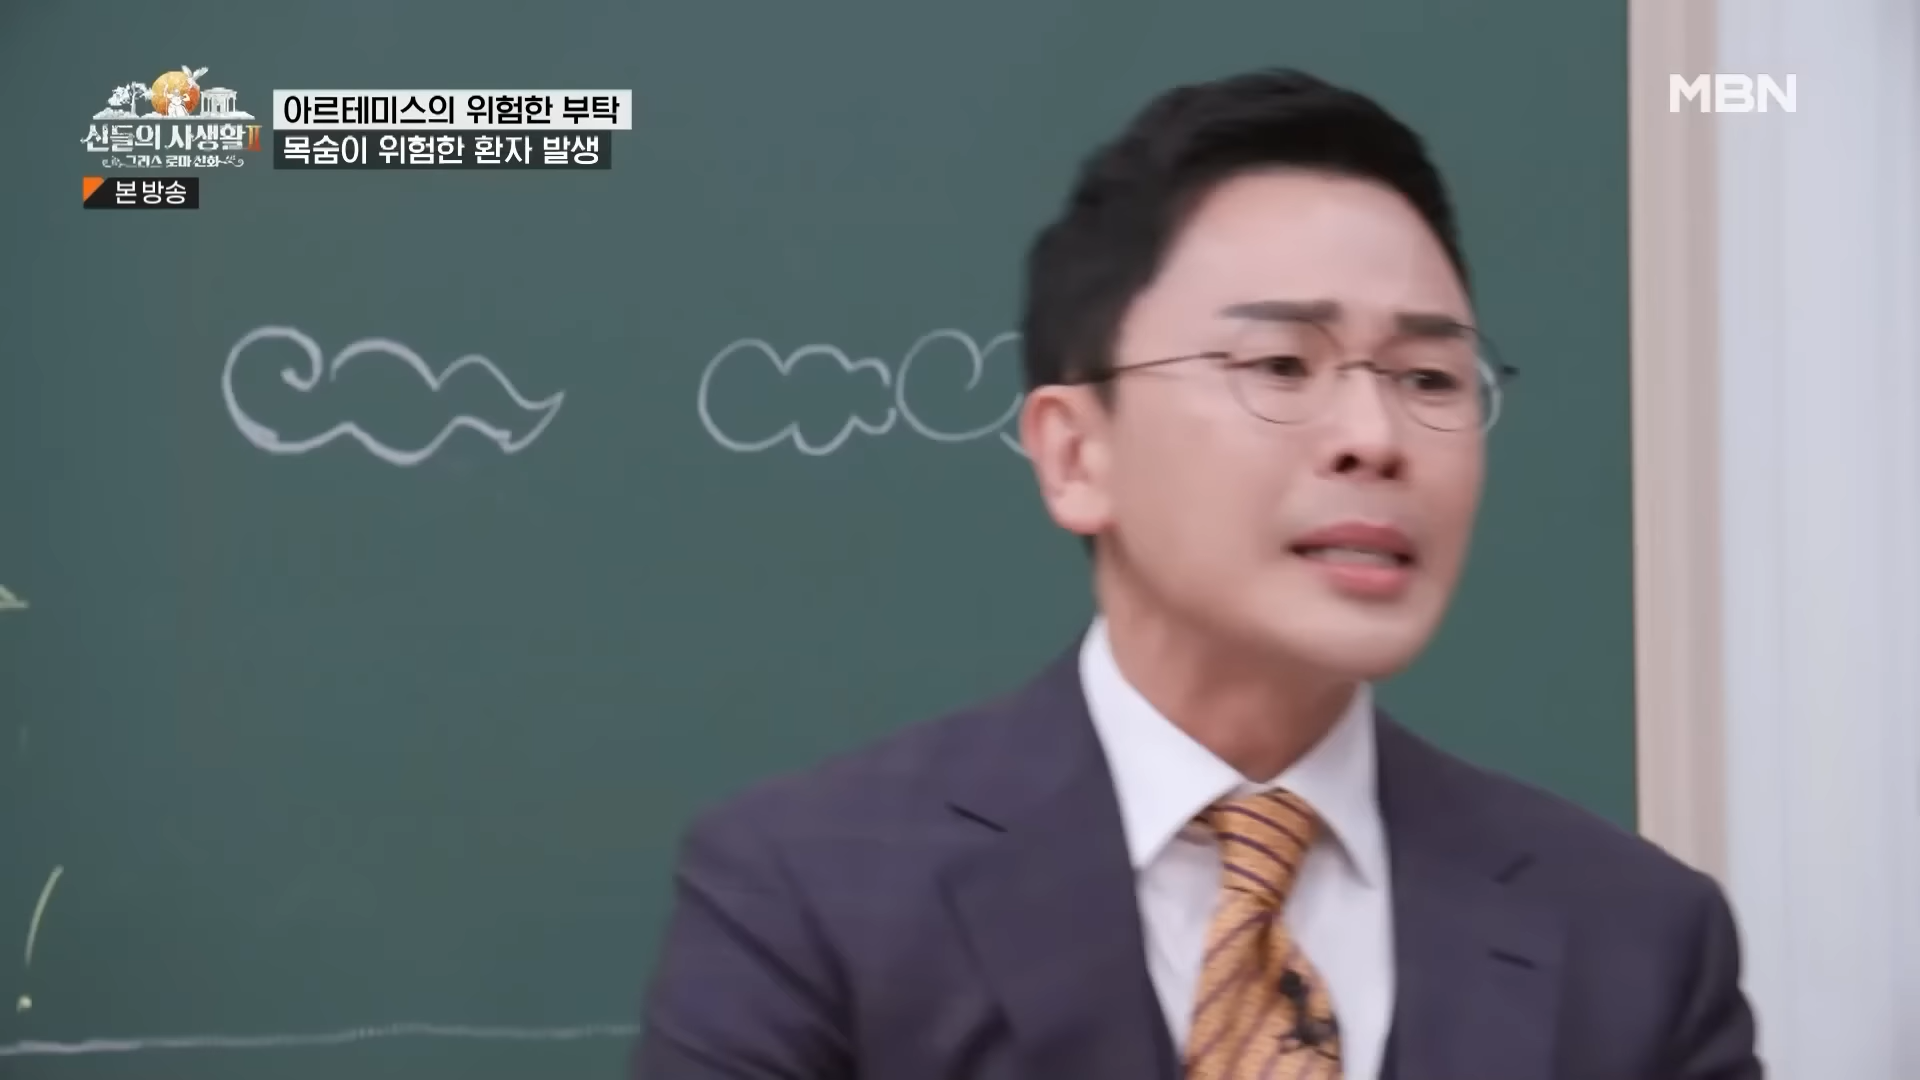 아르테미스의 위험한 부탁
목숨이 위험한 환자 발생
신들의 사생활 II
그리스 로마 신화
본 방송
MBN